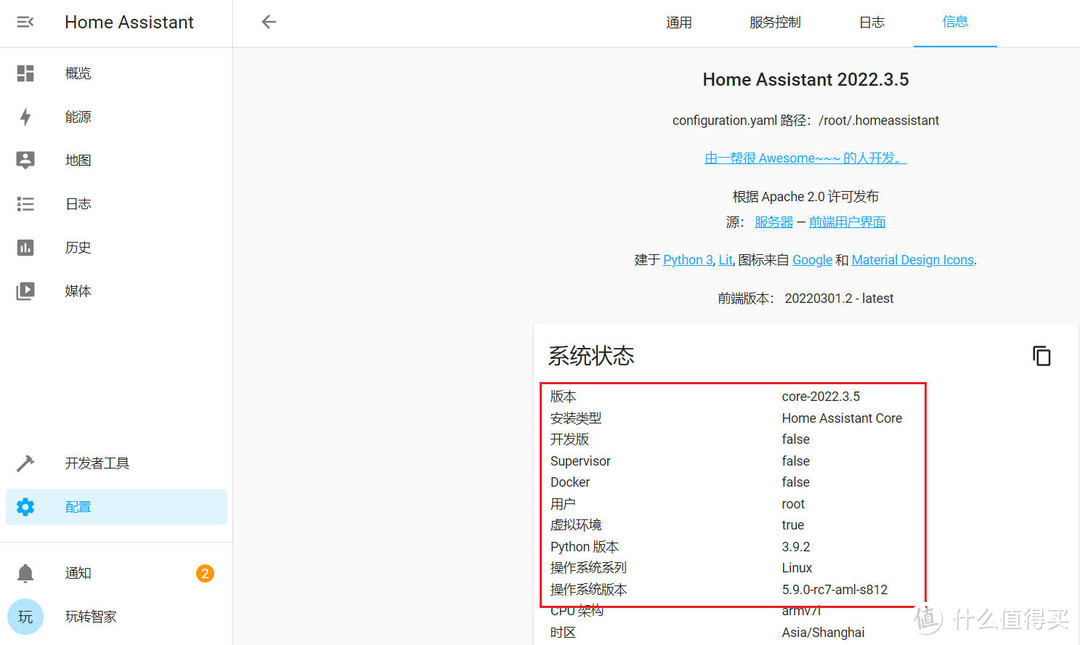 Home Assistant
通用
服务控制
日志
信息
概览
能源
地图
日志
历史
媒体
开发者工具
配置
通知
2
玩
玩转智家
Home Assistant 2022.3.5
configuration.yaml 路径：/root/.homeassistant
由一帮很 Awesome~~~ 的人开发。
根据 Apache 2.0 许可发布
源： 服务器 — 前端用户界面
建于 Python 3, Lit, 图标来自 Google 和 Material Design Icons.
前端版本： 20220301.2 - latest
系统状态
版本 core-2022.3.5
安装类型 Home Assistant Core
开发版 false
Supervisor false
Docker false
用户 root
虚拟环境 true
Python 版本 3.9.2
操作系统系列 Linux
操作系统版本 5.9.0-rc7-aml-s812
CPU 架构 armv7l
时区 Asia/Shanghai
值 什么值得买